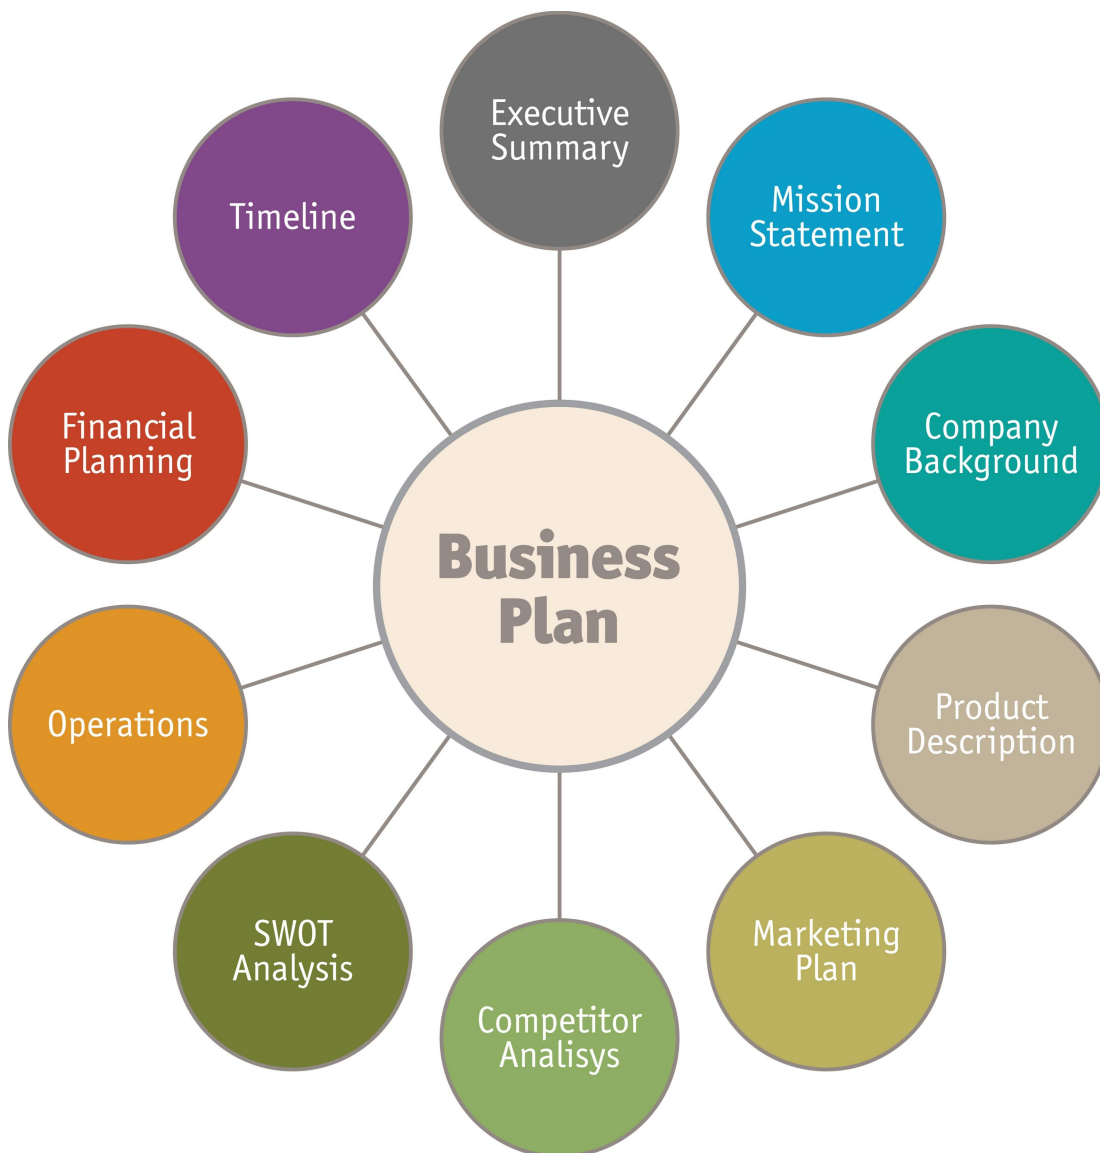 Executive
Summary
Mission
Statement
Company
Background
Product
Description
Marketing
Plan
Competitor
Analisys
SWOT
Analysis
Operations
Financial
Planning
Timeline
Business
Plan